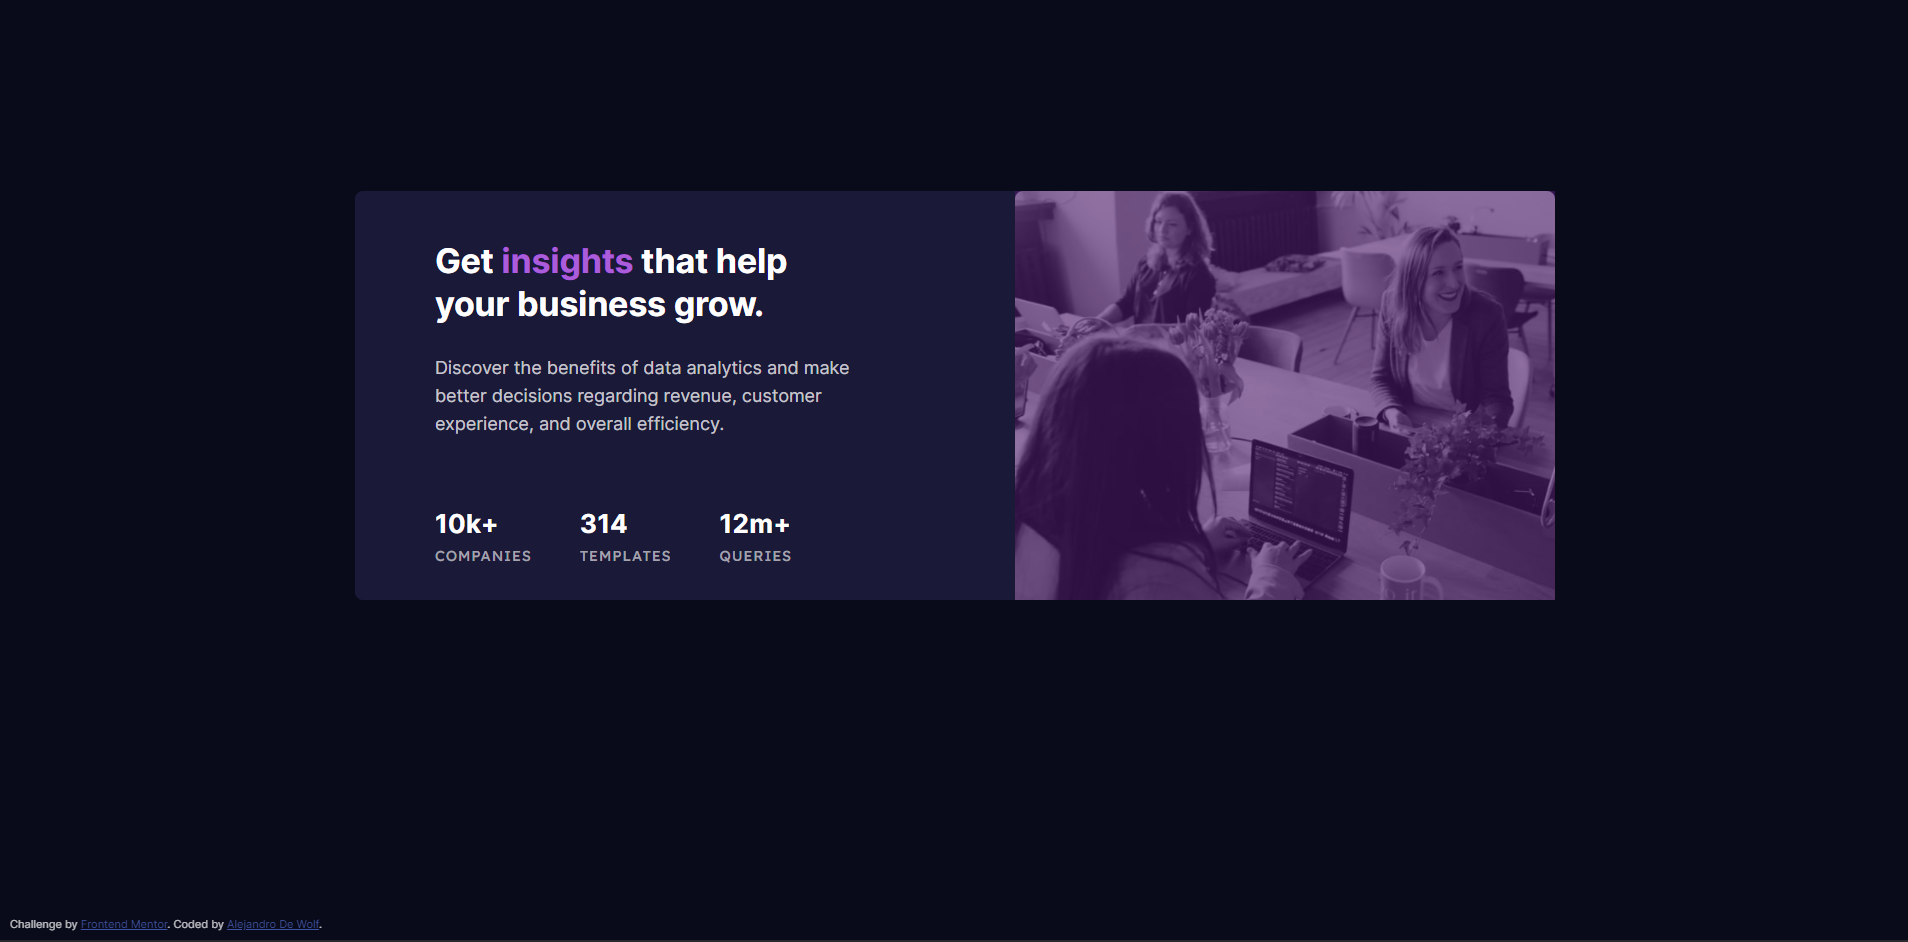 Get insights that help
your business grow.
Discover the benefits of data analytics and make
better decisions regarding revenue, customer
experience, and overall efficiency.
10k+ 314 12m+
COMPANIES TEMPLATES QUERIES
Challenge by Frontend Mentor. Coded by Alejandro De Wolf.